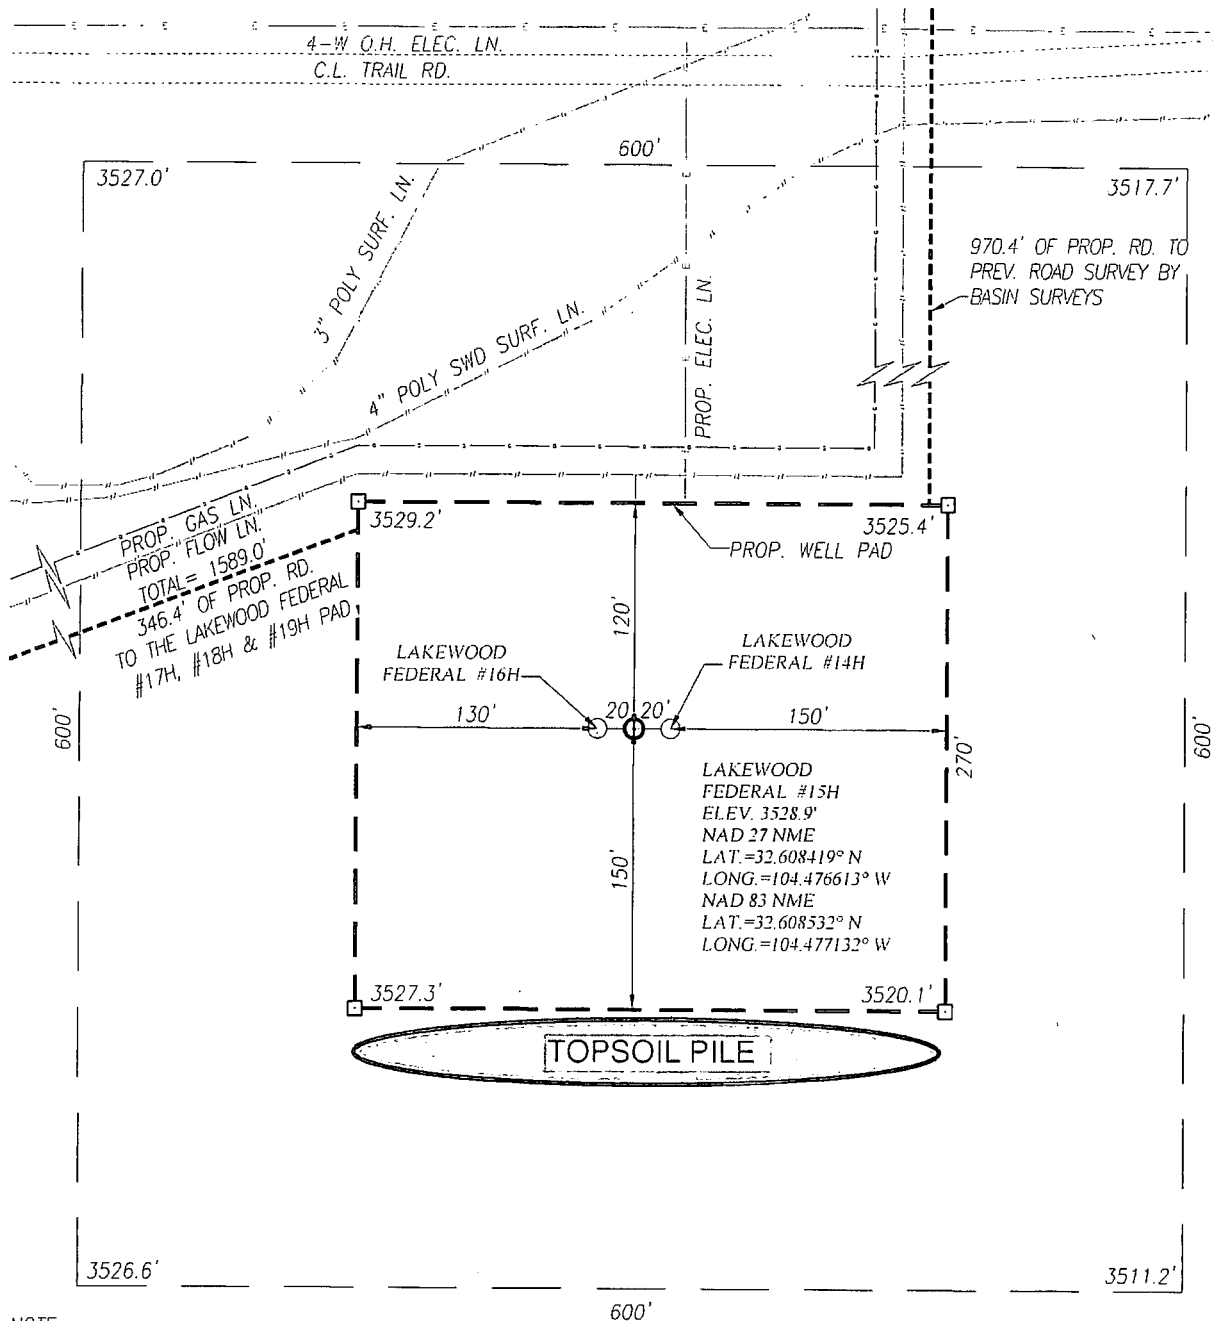 4-W O.H. ELEC. LN.
C.L. TRAIL RD.
600'
3527.0'
3517.7'
3" POLY SURF. LN.
4" POLY SWD SURF. LN.
PROP. ELEC. LN.
970.4' OF PROP. RD. TO
PREV. ROAD SURVEY BY
BASIN SURVEYS
PROP. GAS LN.
PROP. FLOW LN.
TOTAL= 1589.0'
346.4' OF PROP. RD.
TO THE LAKEWOOD FEDERAL
#17H, #18H & #19H PAD
3529.2'
3525.4'
PROP. WELL PAD
120'
LAKEWOOD
FEDERAL #16H
LAKEWOOD
FEDERAL #14H
130'
20'
20'
150'
600'
270'
600'
150'
LAKEWOOD
FEDERAL #15H
ELEV. 3528.9'
NAD 27 NME
LAT.=32.608419° N
LONG.=104.476613° W
NAD 83 NME
LAT.=32.608532° N
LONG.=104.477132° W
3527.3'
3520.1'
TOPSOIL PILE
3526.6'
3511.2'
600'